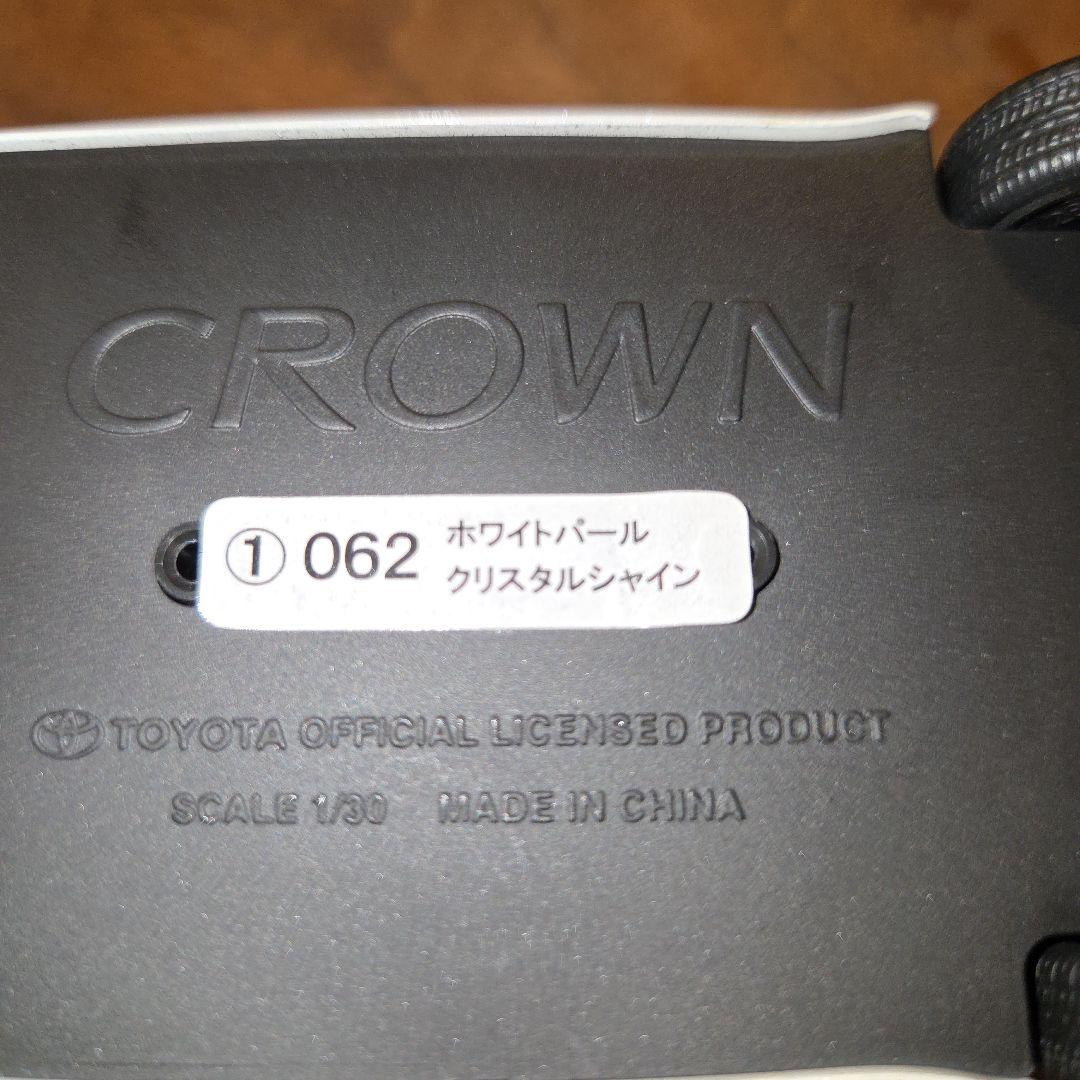 CROWN
① 062 ホワイトパール
クリスタルシャイン
TOYOTA OFFICIAL LICENSED PRODUCT
SCALE 1/30 MADE IN CHINA